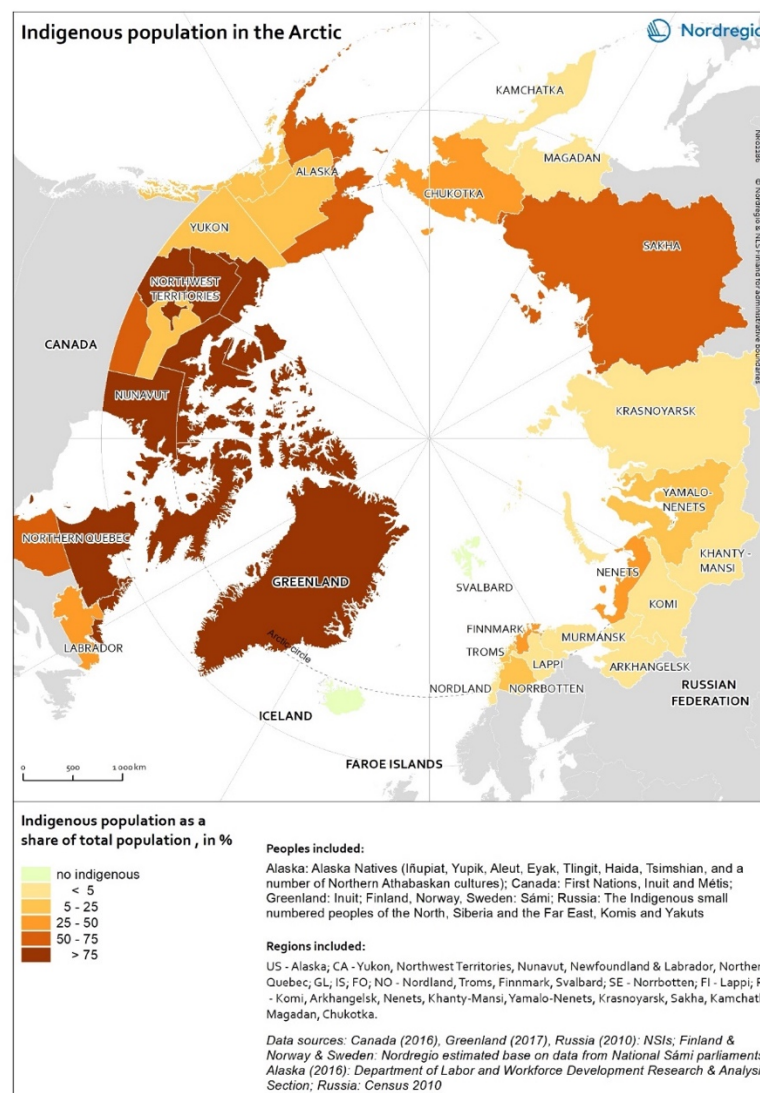 Indigenous population in the Arctic
Nordregio
KAMCHATKA
MAGADAN
ALASKA
CHUKOTKA
YUKON
SAKHA
NORTHWEST
TERRITORIES
CANADA
NUNAVUT
KRASNOYARSK
YAMALO-
NENETS
NORTHERN QUEBEC
KHANTY -
MANSI
NENETS
GREENLAND
SVALBARD
KOMI
FINNMARK
MURMANSK
TROMS
LABRADOR
LAPPI
ARKHANGELSK
Arctic circle
NORDLAND
NORRBOTTEN
RUSSIAN
FEDERATION
ICELAND
FAROE ISLANDS
0 500 1 000 km
© Nordregio & NLS Finland for administrative boundaries
Indigenous population as a
share of total population , in %
no indigenous
< 5
5 - 25
25 - 50
50 - 75
> 75
Peoples included:
Alaska: Alaska Natives (Iñupiat, Yupik, Aleut, Eyak, Tlingit, Haida, Tsimshian, and a
number of Northern Athabaskan cultures); Canada: First Nations, Inuit and Métis;
Greenland: Inuit; Finland, Norway, Sweden: Sámi; Russia: The Indigenous small
numbered peoples of the North, Siberia and the Far East, Komis and Yakuts
Regions included:
US - Alaska; CA - Yukon, Northwest Territories, Nunavut, Newfoundland & Labrador, Norther
Quebec; GL; IS; FO; NO - Nordland, Troms, Finnmark, Svalbard; SE - Norrbotten; FI - Lappi;
- Komi, Arkhangelsk, Nenets, Khanty-Mansi, Yamalo-Nenets, Krasnoyarsk, Sakha, Kamchat
Magadan, Chukotka.
Data sources: Canada (2016), Greenland (2017), Russia (2010): NSIs; Finland &
Norway & Sweden: Nordregio estimated base on data from National Sámi parliaments
Alaska (2016): Department of Labor and Workforce Development Research & Analysi
Section; Russia: Census 2010